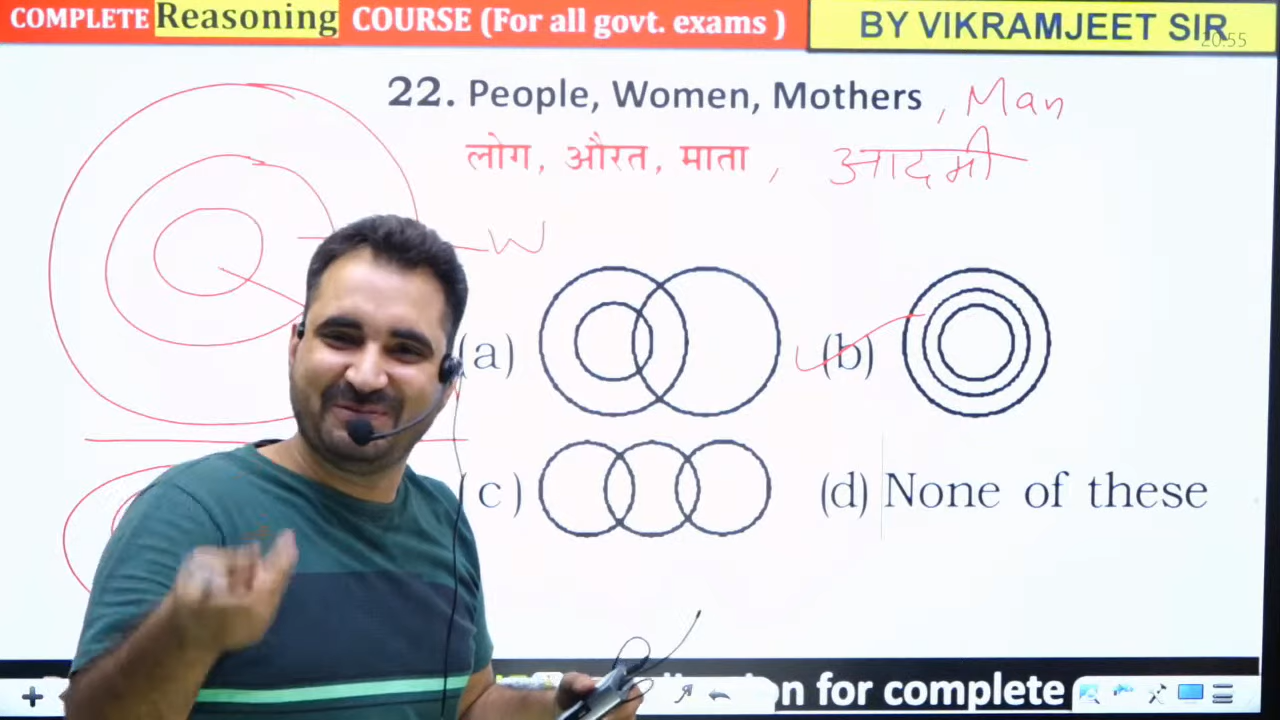 COMPLETE Reasoning COURSE (For all govt. exams )
BY VIKRAMJEET SIR
20:55
22. People, Women, Mothers , Man
लोग, औरत, माता , आदमी
W
(a)
(b)
(c)
(d) None of these
n for complete